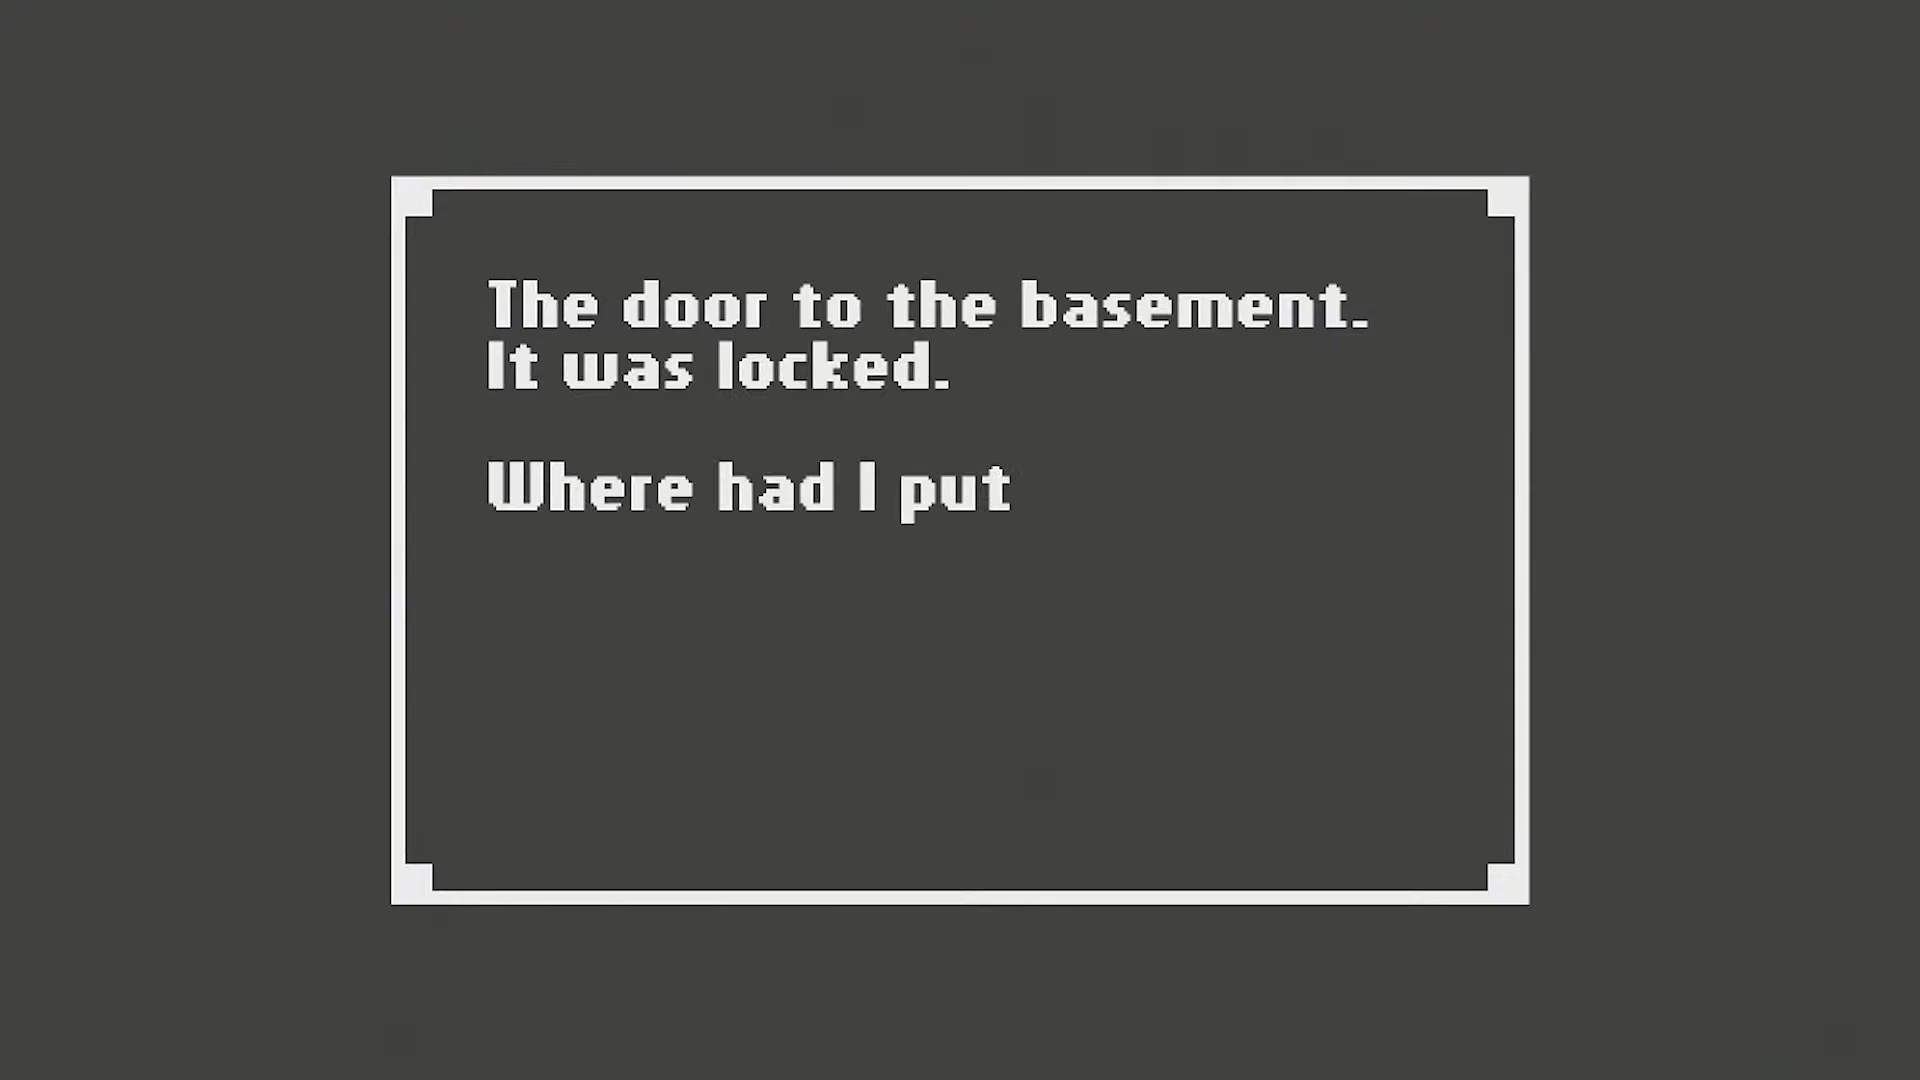 The door to the basement.
It was locked.
Where had I put